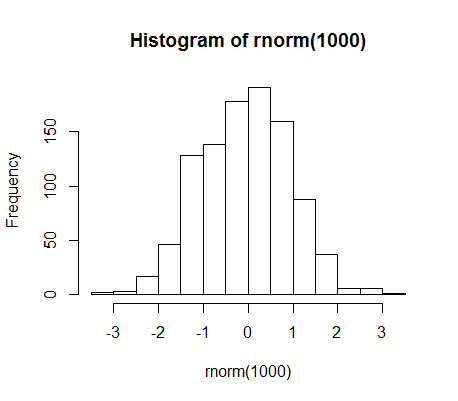 Histogram of rnorm(1000)
Frequency
150
100
50
0
-3 -2 -1 0 1 2 3
rnorm(1000)